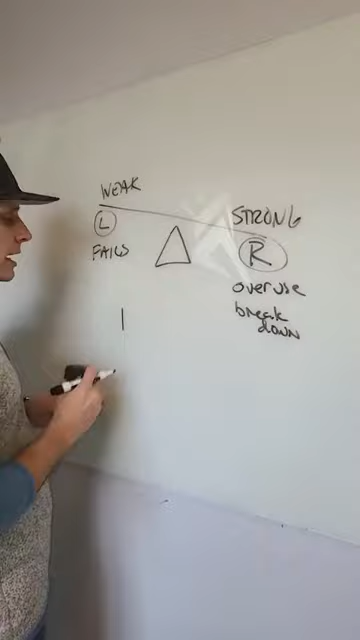 WEAK
STRONG
L
R
FAILS
overuse
break
down